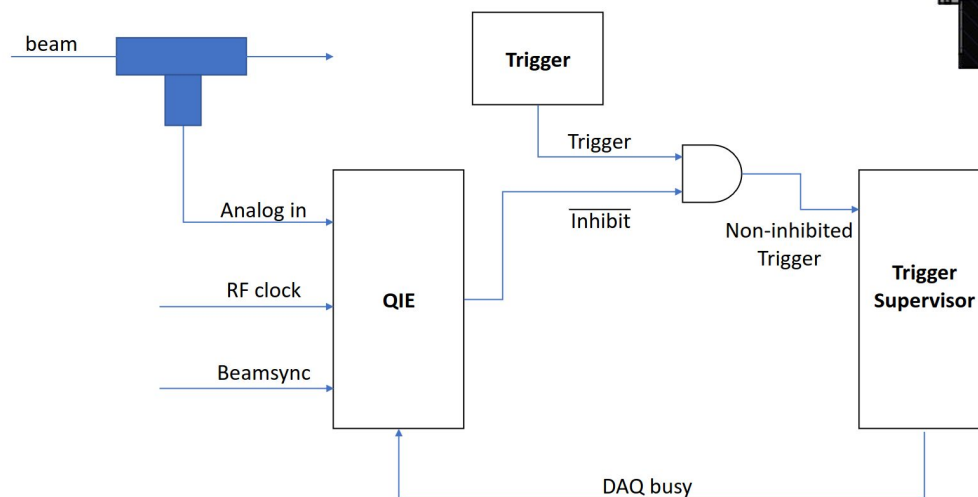 beam
Trigger
Trigger
Inhibit
Analog in
Non-inhibited
Trigger
RF clock
QIE
Trigger
Supervisor
Beamsync
DAQ busy